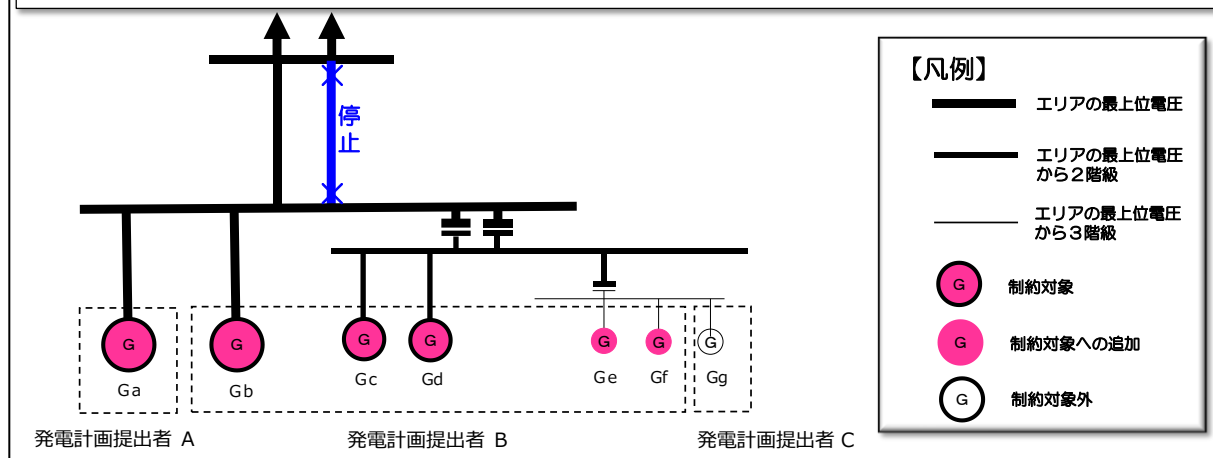 停
止
G
G
G
G
G
G
G
Ga
Gb
Gc
Gd
Ge
Gf
Gg
発電計画提出者 A
発電計画提出者 B
発電計画提出者 C
【凡例】
エリアの最上位電圧
エリアの最上位電圧
から2階級
エリアの最上位電圧
から3階級
G
制約対象
G
制約対象への追加
G
制約対象外